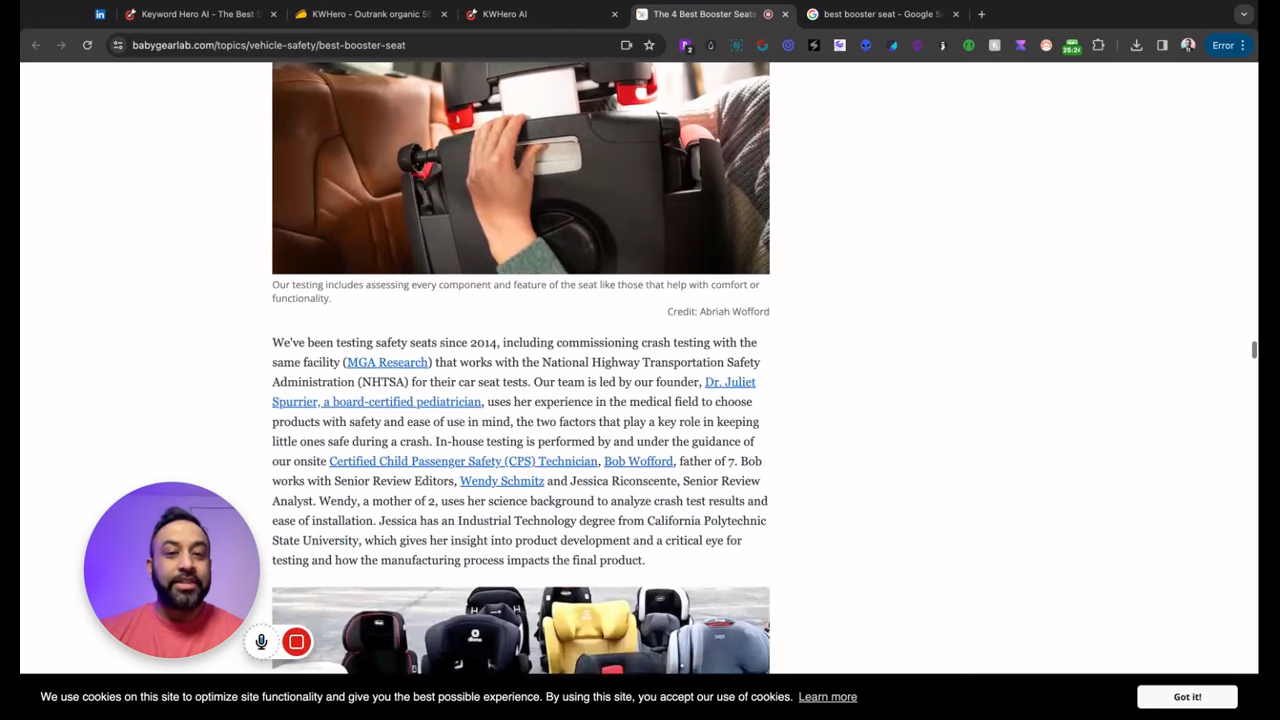 Keyword Hero AI - The Best S
KWHero - Outrank organic SE
KWHero AI
The 4 Best Booster Seats
best booster seat - Google Se
babygearlab.com/topics/vehicle-safety/best-booster-seat
25:24
Error
Our testing includes assessing every component and feature of the seat like those that help with comfort or
functionality.
Credit: Abriah Wofford
We've been testing safety seats since 2014, including commissioning crash testing with the
same facility (MGA Research) that works with the National Highway Transportation Safety
Administration (NHTSA) for their car seat tests. Our team is led by our founder, Dr. Juliet
Spurrier, a board-certified pediatrician, uses her experience in the medical field to choose
products with safety and ease of use in mind, the two factors that play a key role in keeping
little ones safe during a crash. In-house testing is performed by and under the guidance of
our onsite Certified Child Passenger Safety (CPS) Technician, Bob Wofford, father of 7. Bob
works with Senior Review Editors, Wendy Schmitz and Jessica Riconscente, Senior Review
Analyst. Wendy, a mother of 2, uses her science background to analyze crash test results and
ease of installation. Jessica has an Industrial Technology degree from California Polytechnic
State University, which gives her insight into product development and a critical eye for
testing and how the manufacturing process impacts the final product.
We use cookies on this site to optimize site functionality and give you the best possible experience. By using this site, you accept our use of cookies. Learn more
Got it!